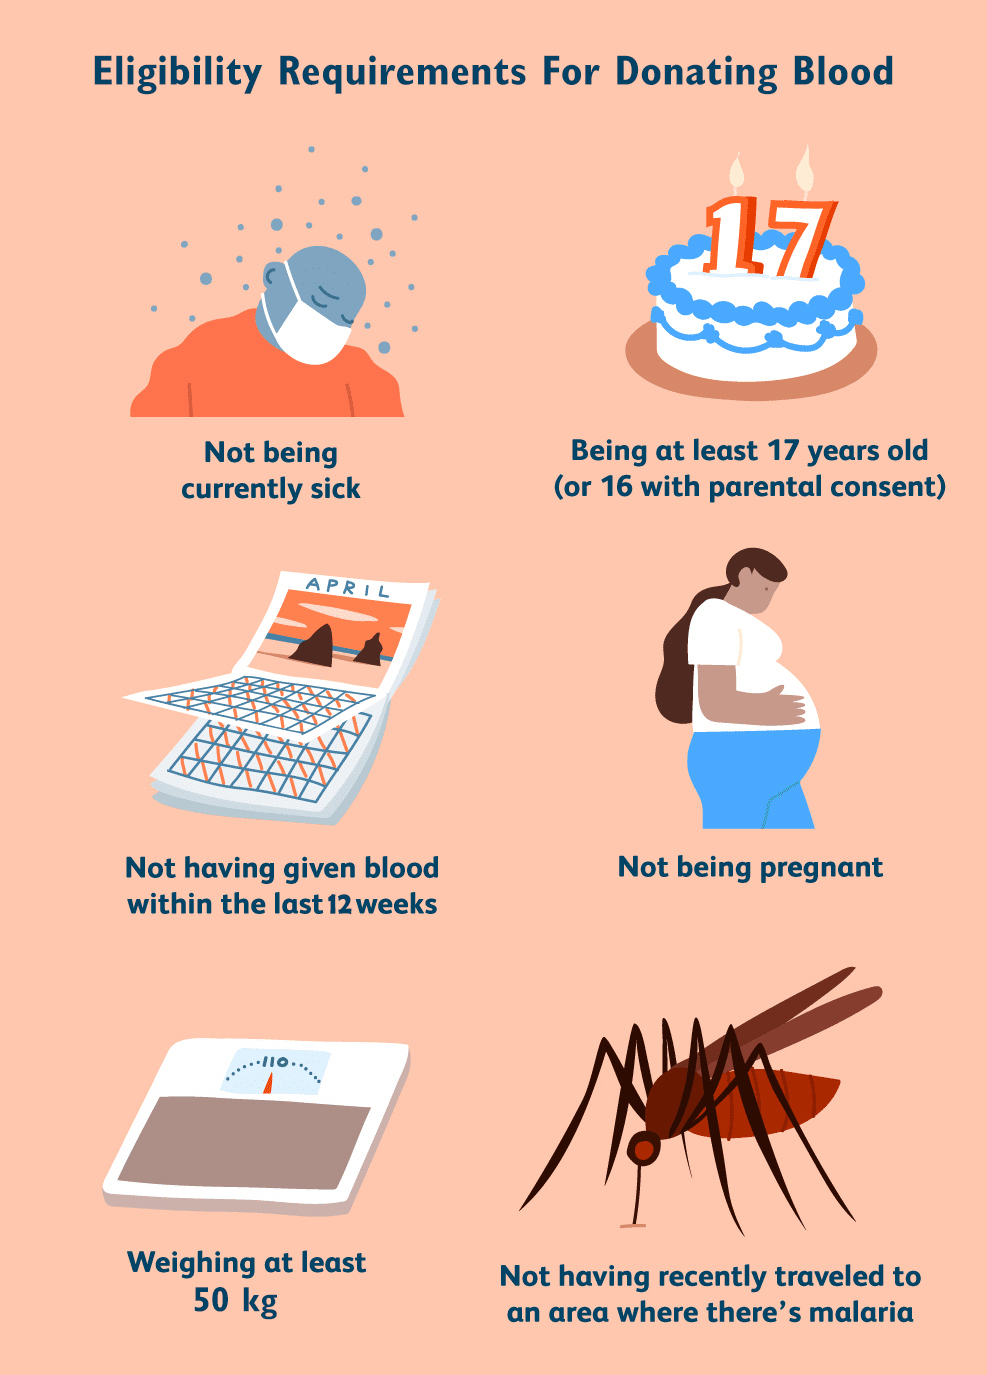 Eligibility Requirements For Donating Blood
17
Not being
currently sick
Being at least 17 years old
(or 16 with parental consent)
APRIL
Not having given blood
within the last 12 weeks
Not being pregnant
110
Weighing at least
50 kg
Not having recently traveled to
an area where there's malaria